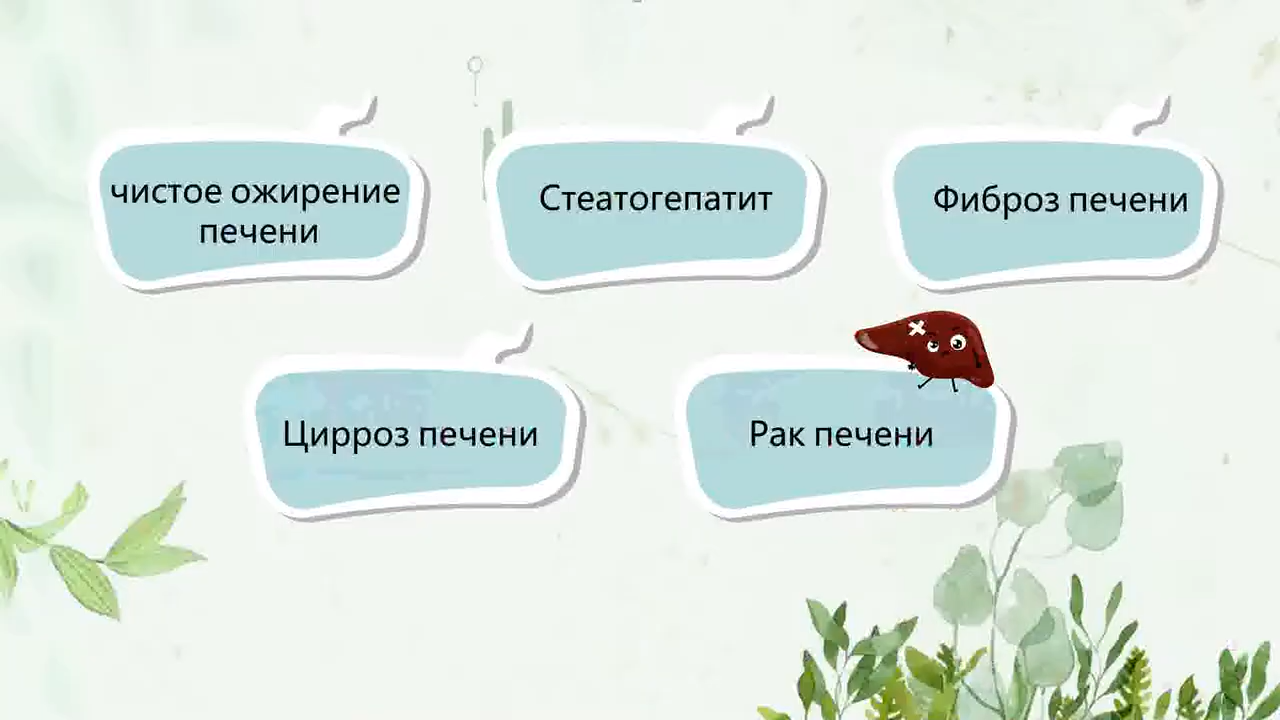 чистое ожирение
печени
Стеатогепатит
Фиброз печени
Цирроз печени
Рак печени